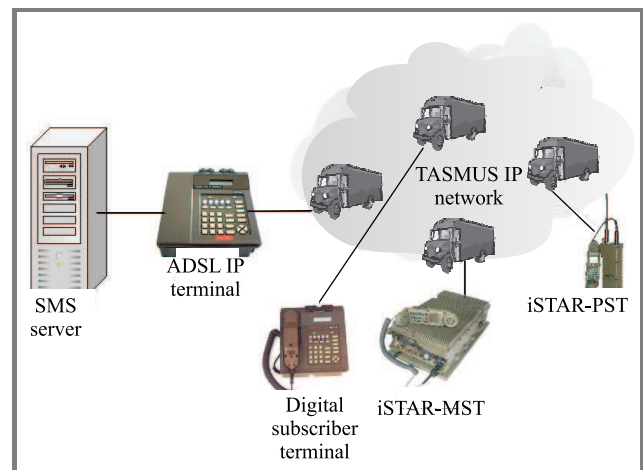 TASMUS IP
network
ADSL IP
terminal
SMS
server
iSTAR-PST
Digital
subscriber
terminal
iSTAR-MST